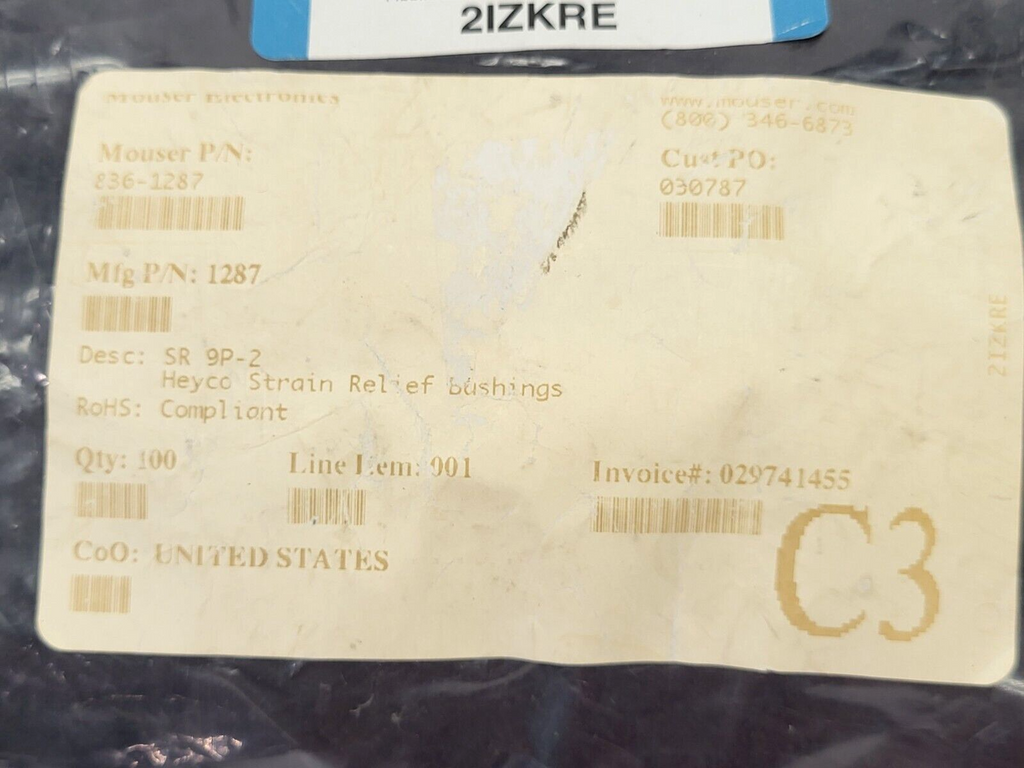 2IZKRE
Mouser Electronics
www.mouser.com
(800) 346-6873
Mouser P/N:
836-1287
Cust PO:
030787
Mfg P/N: 1287
Desc: SR 9P-2
Heyco Strain Relief Bushings
RoHS: Compliant
Qty: 100
Line Item: 001
Invoice#: 029741455
CoO: UNITED STATES
C3
2IZKRE